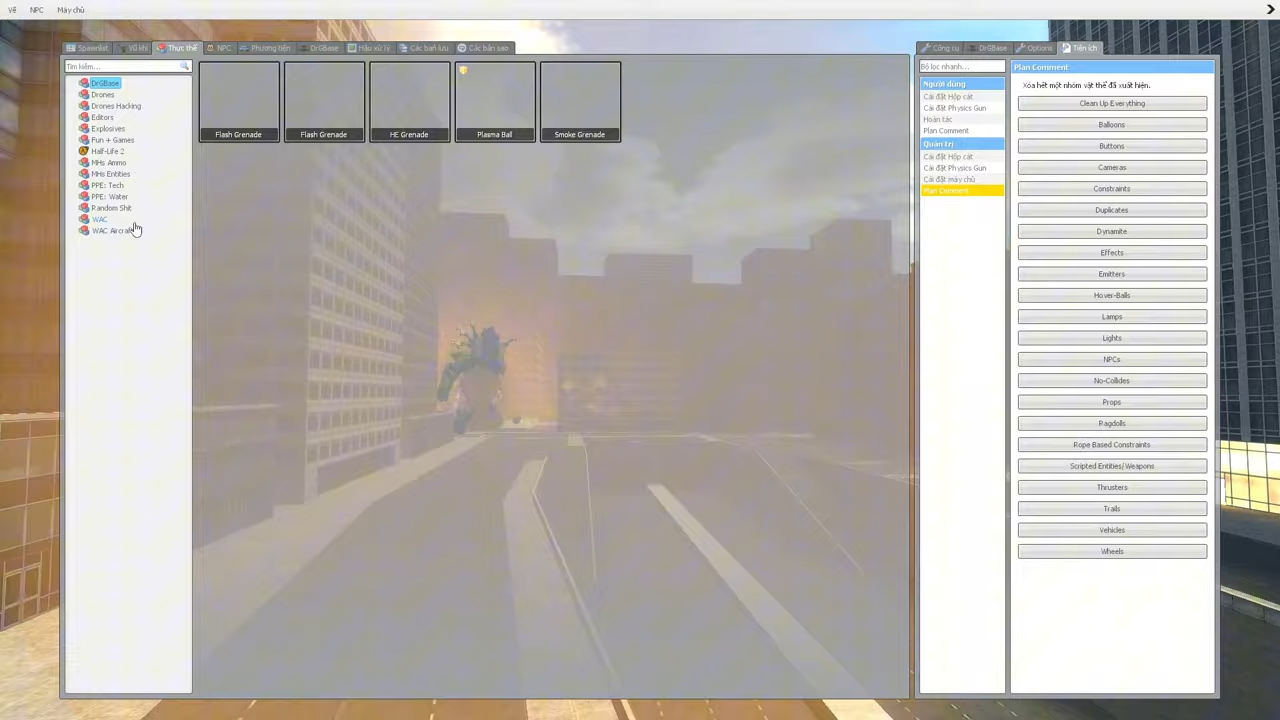 Vẽ NPC Máy chủ
Spawnlist Vũ khí Thực thể NPC Phương tiện DrGBase Hậu xử lý Các bản lưu Các bản sao
Công cụ DrGBase Options Tiện ích
Tìm kiếm...
DrGBase
Drones
Drones Hacking
Editors
Explosives
Fun + Games
Half-Life 2
MHs Ammo
MHs Entities
PPE: Tech
PPE: Water
Random Shit
WAC
WAC Aircraft
Flash Grenade
Flash Grenade
HE Grenade
Plasma Ball
Smoke Grenade
Bộ lọc nhanh...
Người dùng
Cài đặt Hộp cát
Cài đặt Physics Gun
Hoàn tác
Plan Comment
Quản trị
Cài đặt Hộp cát
Cài đặt Physics Gun
Cài đặt máy chủ
Plan Comment
Plan Comment
Xóa hết một nhóm vật thể đã xuất hiện.
Clean Up Everything
Balloons
Buttons
Cameras
Constraints
Duplicates
Dynamite
Effects
Emitters
Hover-Balls
Lamps
Lights
NPCs
No-Collides
Props
Ragdolls
Rope Based Constraints
Scripted Entities/Weapons
Thrusters
Trails
Vehicles
Wheels